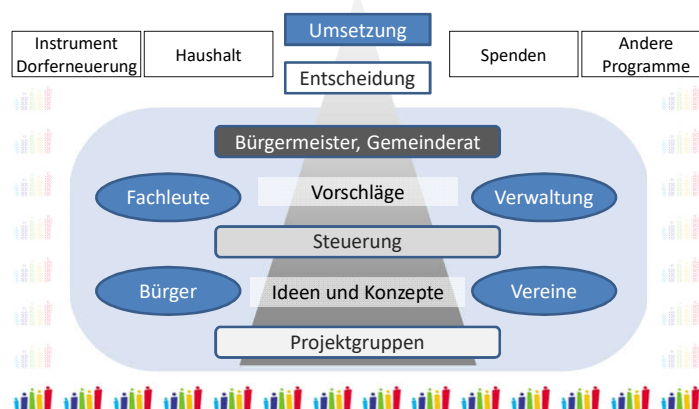 Umsetzung
Instrument
Dorferneuerung
Haushalt
Spenden
Andere
Programme
Entscheidung
Bürgermeister, Gemeinderat
Fachleute
Vorschläge
Verwaltung
Steuerung
Bürger
Ideen und Konzepte
Vereine
Projektgruppen